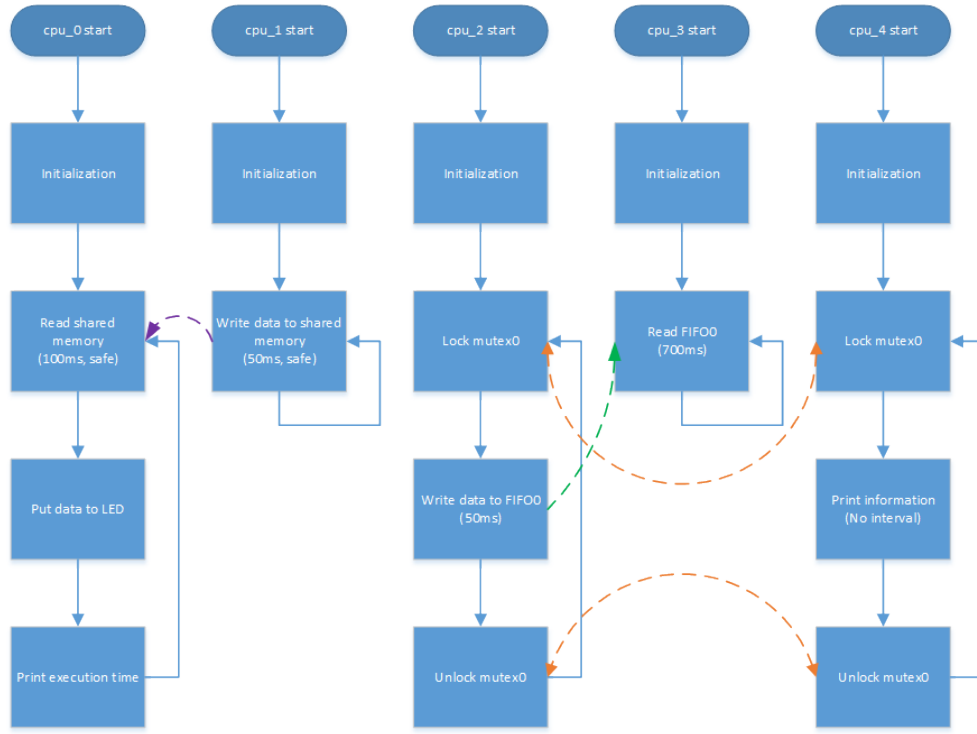 cpu_0 start
cpu_1 start
cpu_2 start
cpu_3 start
cpu_4 start
Initialization
Initialization
Initialization
Initialization
Initialization
Read shared
memory
(100ms, safe)
Write data to shared
memory
(50ms, safe)
Lock mutex0
Read FIFO0
(700ms)
Lock mutex0
Put data to LED
Write data to FIFO0
(50ms)
Print information
(No interval)
Print execution time
Unlock mutex0
Unlock mutex0